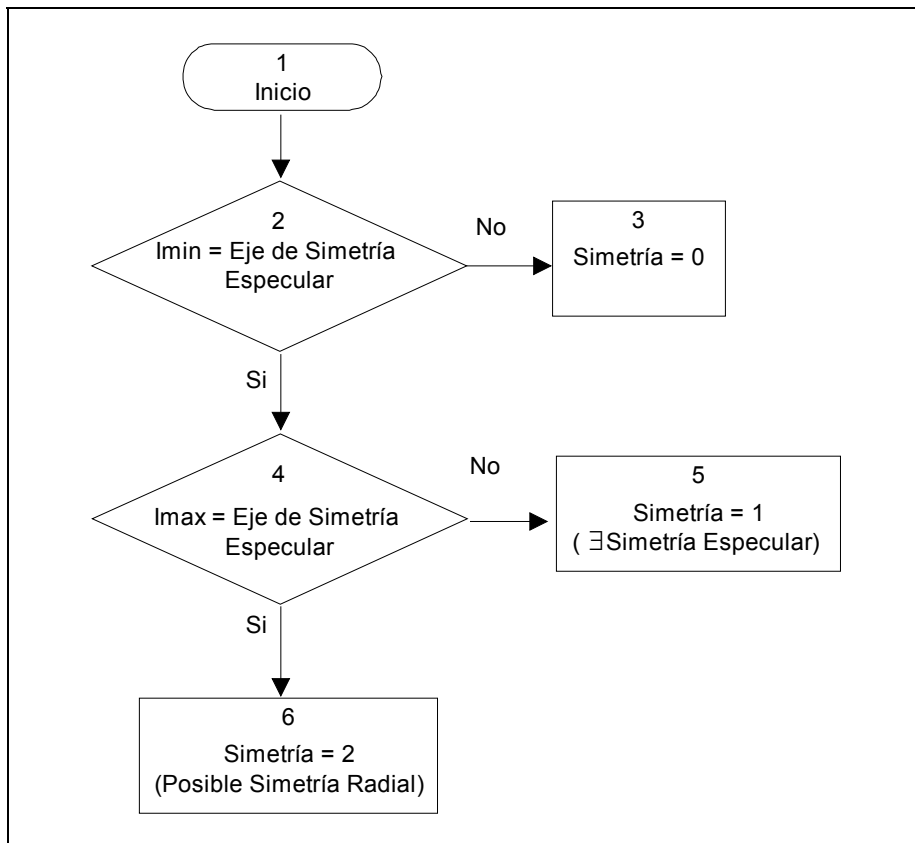 1
Inicio
2
Imin = Eje de Simetría
Especular
No
3
Simetría = 0
Si
4
Imax = Eje de Simetría
Especular
No
5
Simetría = 1
( ∃Simetría Especular)
Si
6
Simetría = 2
(Posible Simetría Radial)